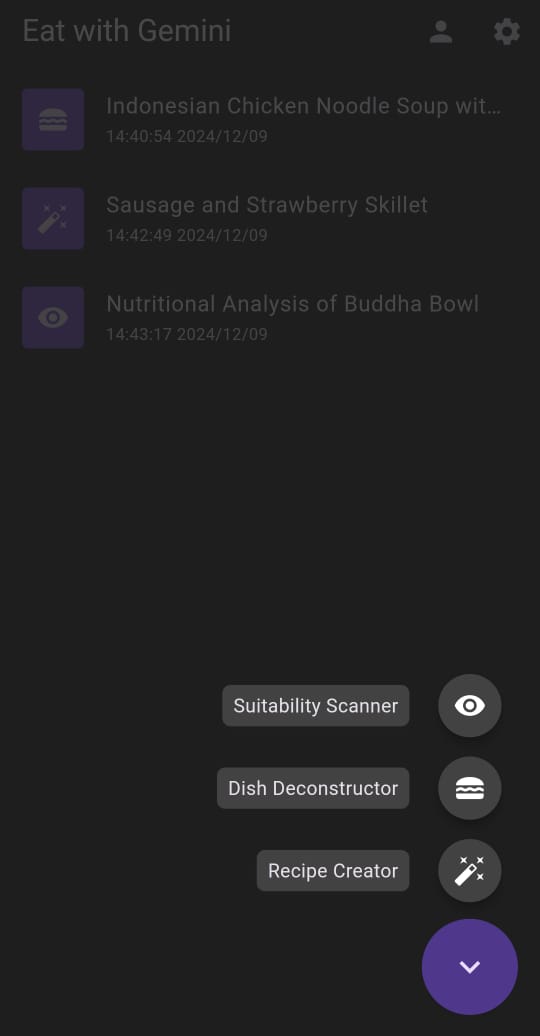 Eat with Gemini
Indonesian Chicken Noodle Soup wit...
14:40:54 2024/12/09
Sausage and Strawberry Skillet
14:42:49 2024/12/09
Nutritional Analysis of Buddha Bowl
14:43:17 2024/12/09
Suitability Scanner
Dish Deconstructor
Recipe Creator